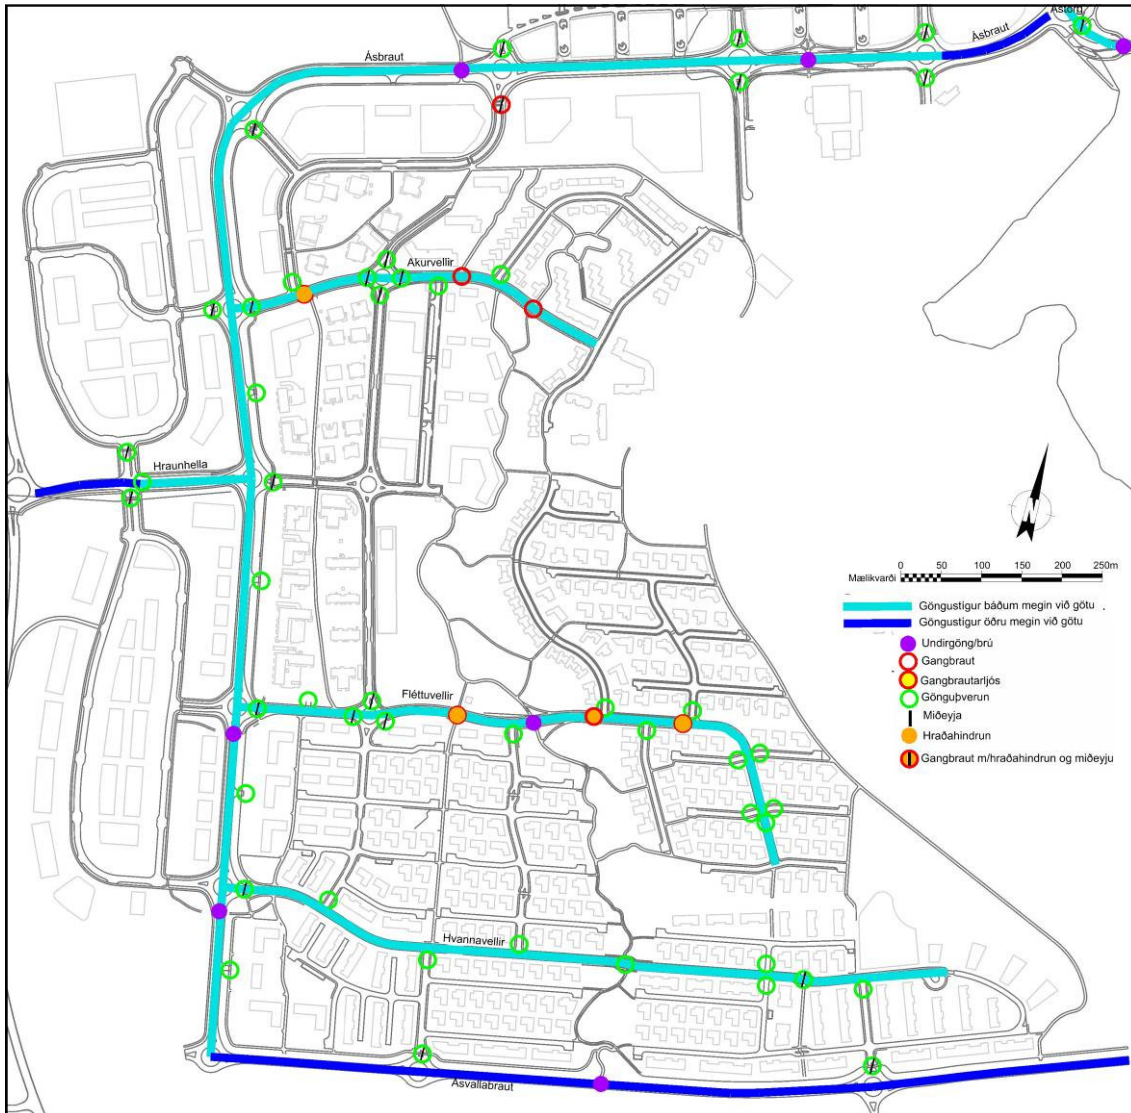 Ástorg
Ásbraut
Ásbraut
Akurvellir
Hraunhella
Mælikvarði 0 50 100 150 200 250m
Göngustigur báðum megin við götu
Göngustigur öðru megin við götu
Undirgöng/brú
Gangbraut
Gangbrautarljós
Gönguþverun
Miðeyja
Hraðahindrun
Gangbraut m/hraðahindrun og miðeyju
Fléttuvellir
Hvannavellir
Ásvallabraut